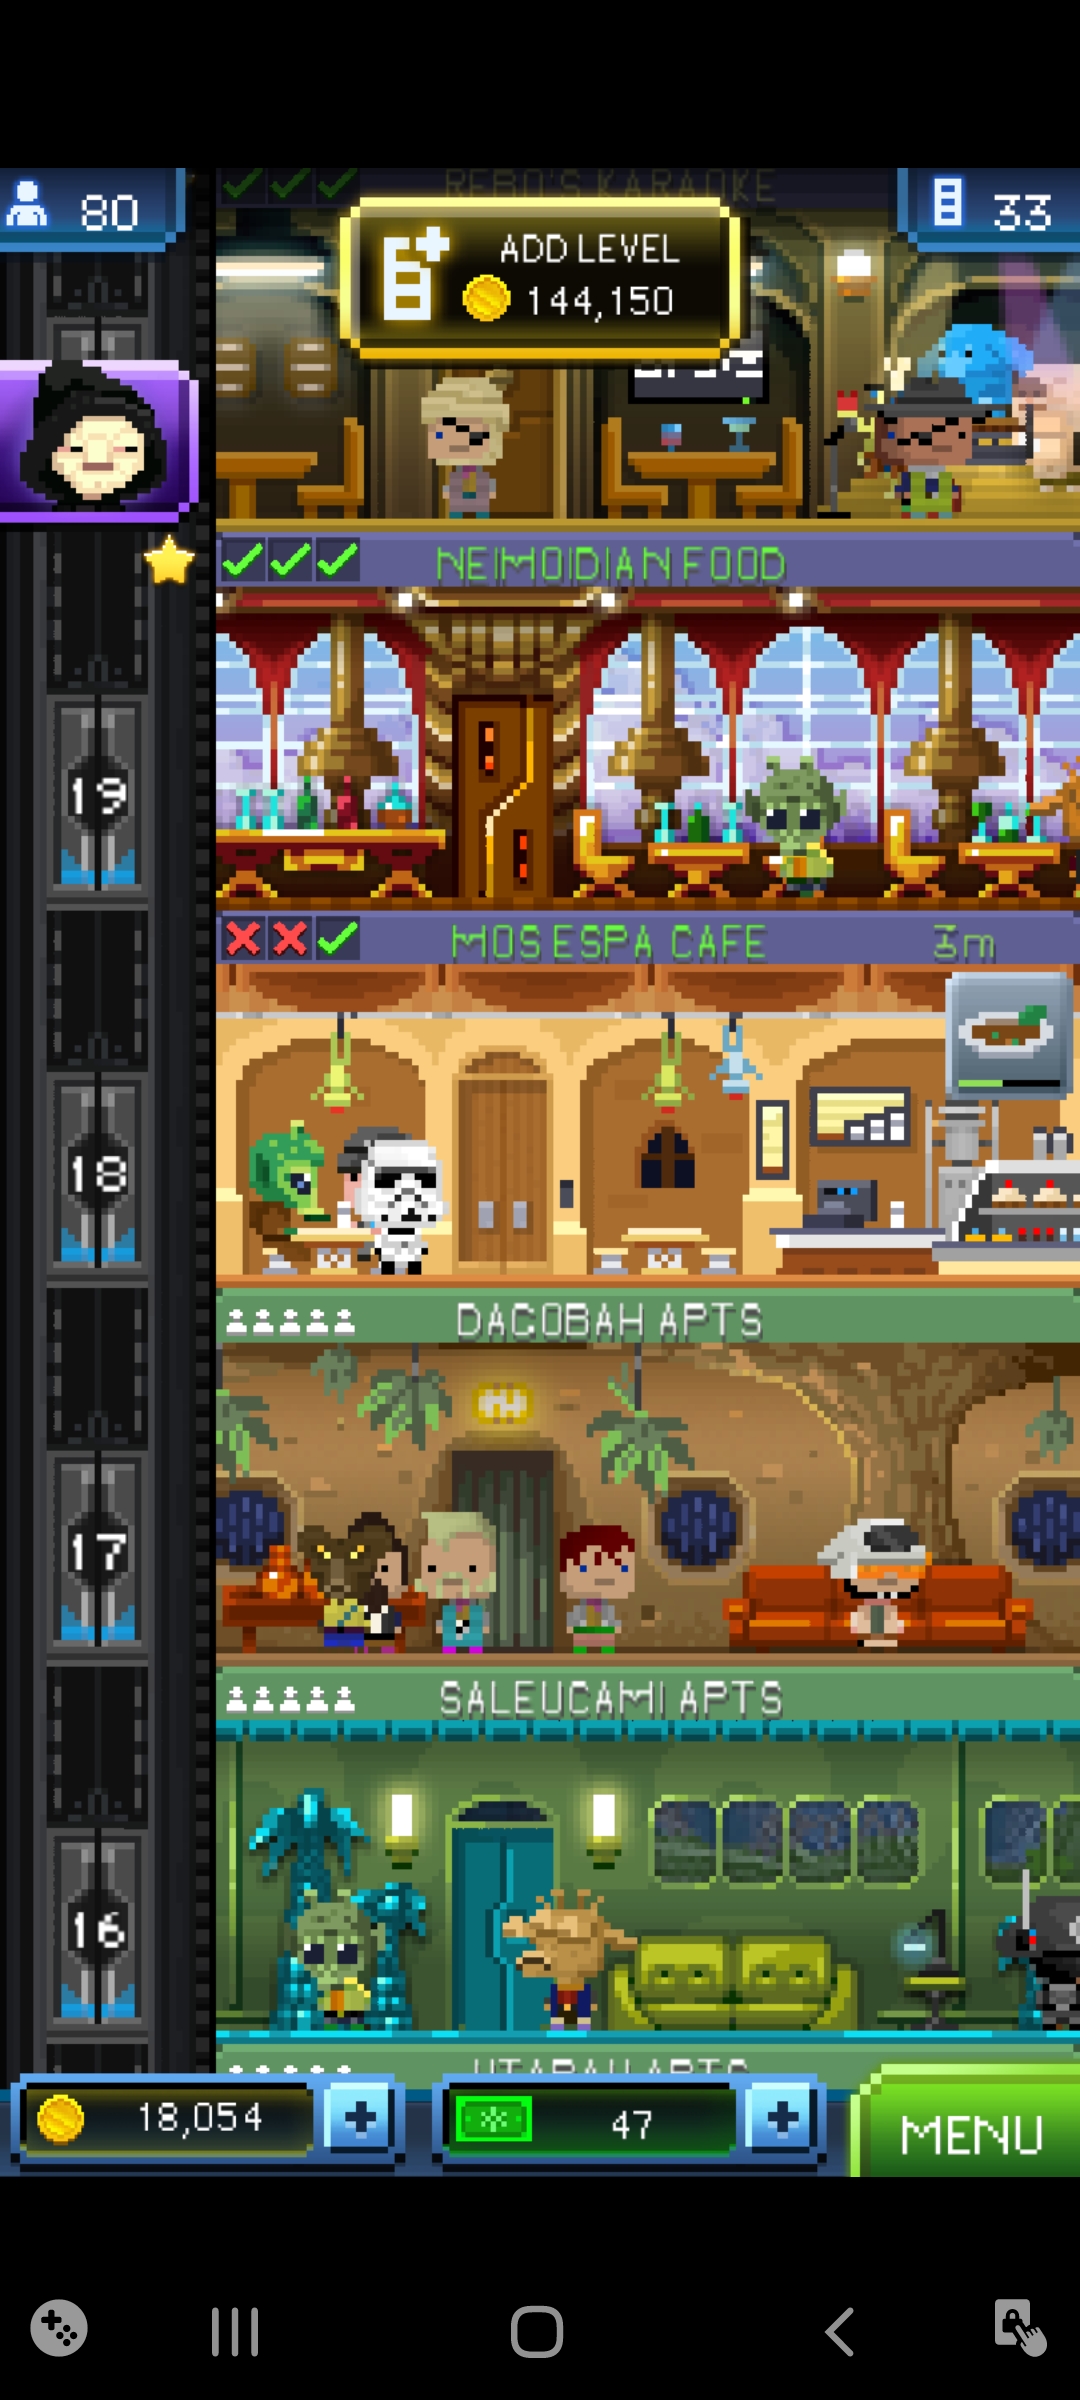 REBO'S KARAOKE
80
33
ADD LEVEL
144,150
NEIMOIDIAN FOOD
19
MOS ESPA CAFE 3m
18
DAGOBAH APTS
17
SALEUCAMI APTS
16
UTAPAU APTS
18,054
47
MENU